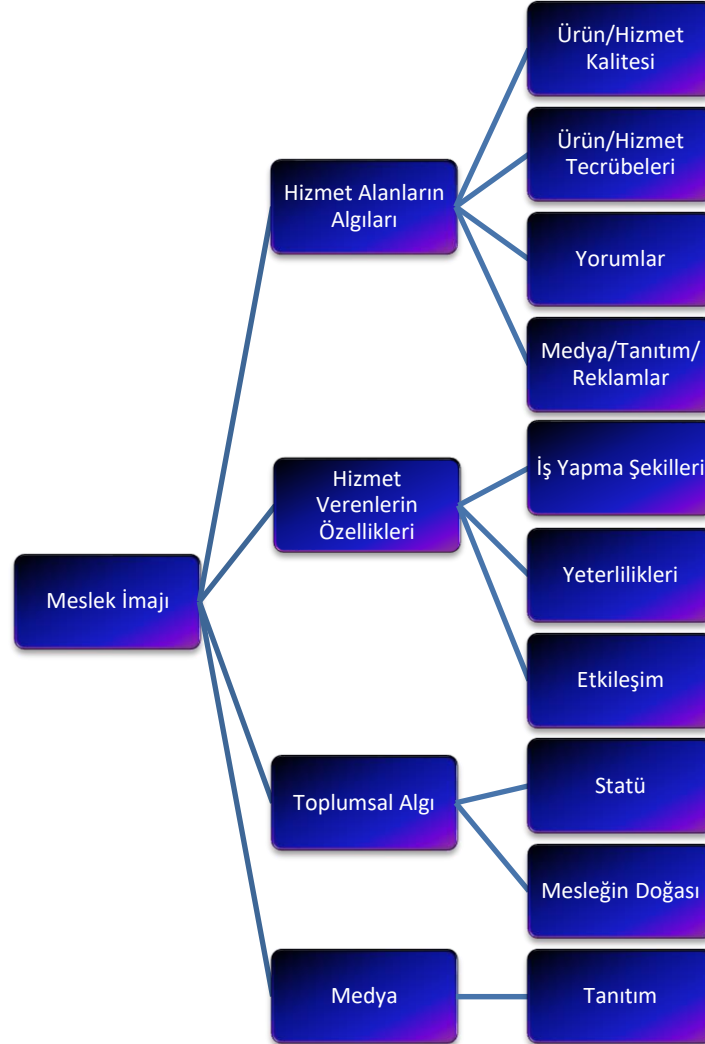 Ürün/Hizmet
Kalitesi
Ürün/Hizmet
Tecrübeleri
Hizmet Alanların
Algıları
Yorumlar
Medya/Tanıtım/
Reklamlar
İş Yapma Şekilleri
Hizmet
Verenlerin
Özellikleri
Yeterlilikleri
Meslek İmajı
Etkileşim
Statü
Toplumsal Algı
Mesleğin Doğası
Medya
Tanıtım